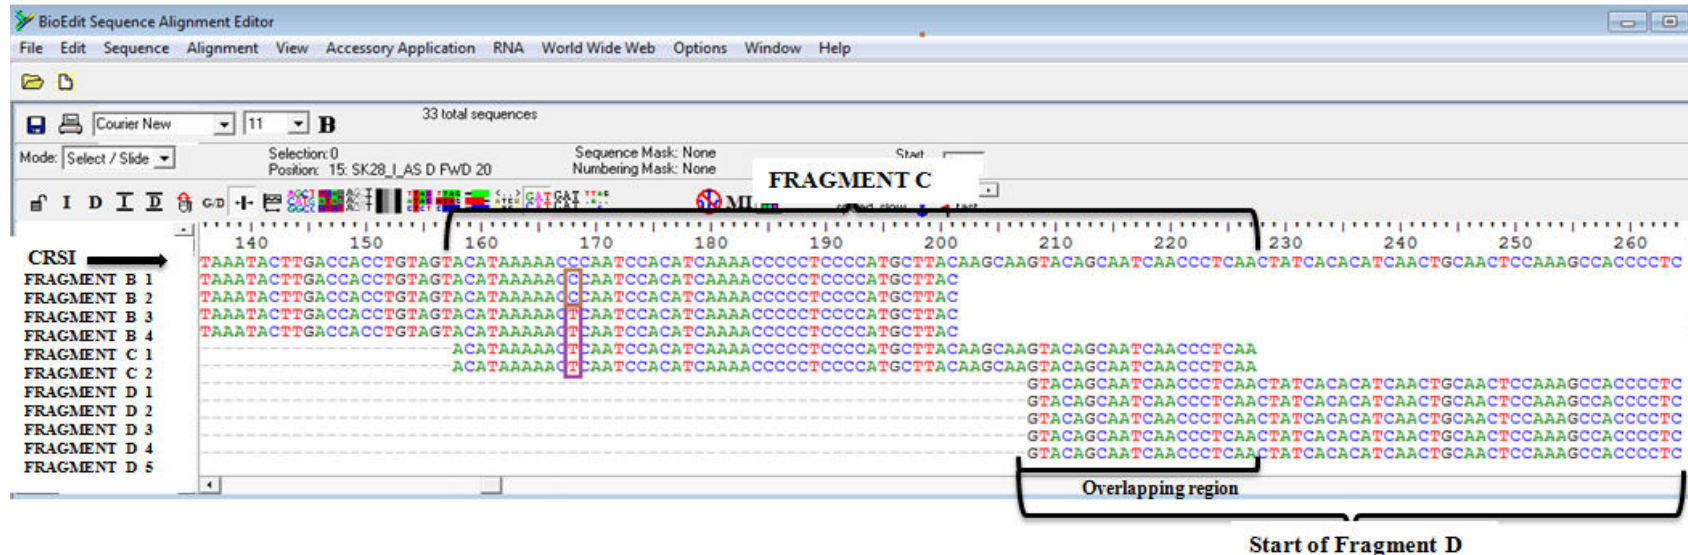 BioEdit Sequence Alignment Editor
File Edit Sequence Alignment View Accessory Application RNA World Wide Web Options Window Help
Courier New 11 B 33 total sequences
Mode: Select / Slide Selection: 0 Sequence Mask: None Start
Position: 15: SK28_I_AS D FWD 20 Numbering Mask: None
FRAGMENT C
I D I D G/D
140 150 160 170 180 190 200 210 220 230 240 250 260
CRSI TAAATACTTGACCACCTGTAGTACATAAAAACCCAATCCACATCAAAACCCCCTCCCCATGCTTACAAGCAAGTACAGCAATCAACCCTCAACTATCACACATCAACTGCAACTCCAAAGCCACCCCTC
FRAGMENT B 1 TAAATACTTGACCACCTGTAGTACATAAAAACCCAATCCACATCAAAACCCCCTCCCCATGCTTAC
FRAGMENT B 2 TAAATACTTGACCACCTGTAGTACATAAAAACCCAATCCACATCAAAACCCCCTCCCCATGCTTAC
FRAGMENT B 3 TAAATACTTGACCACCTGTAGTACATAAAAACTCAATCCACATCAAAACCCCCTCCCCATGCTTAC
FRAGMENT B 4 TAAATACTTGACCACCTGTAGTACATAAAAACTCAATCCACATCAAAACCCCCTCCCCATGCTTAC
FRAGMENT C 1 ACATAAAAACTCAATCCACATCAAAACCCCCTCCCCATGCTTACAAGCAAGTACAGCAATCAACCCTCAA
FRAGMENT C 2 ACATAAAAACTCAATCCACATCAAAACCCCCTCCCCATGCTTACAAGCAAGTACAGCAATCAACCCTCAA
FRAGMENT D 1 GTACAGCAATCAACCCTCAACTATCACACATCAACTGCAACTCCAAAGCCACCCCTC
FRAGMENT D 2 GTACAGCAATCAACCCTCAACTATCACACATCAACTGCAACTCCAAAGCCACCCCTC
FRAGMENT D 3 GTACAGCAATCAACCCTCAACTATCACACATCAACTGCAACTCCAAAGCCACCCCTC
FRAGMENT D 4 GTACAGCAATCAACCCTCAACTATCACACATCAACTGCAACTCCAAAGCCACCCCTC
FRAGMENT D 5 GTACAGCAATCAACCCTCAACTATCACACATCAACTGCAACTCCAAAGCCACCCCTC
Overlapping region
Start of Fragment D